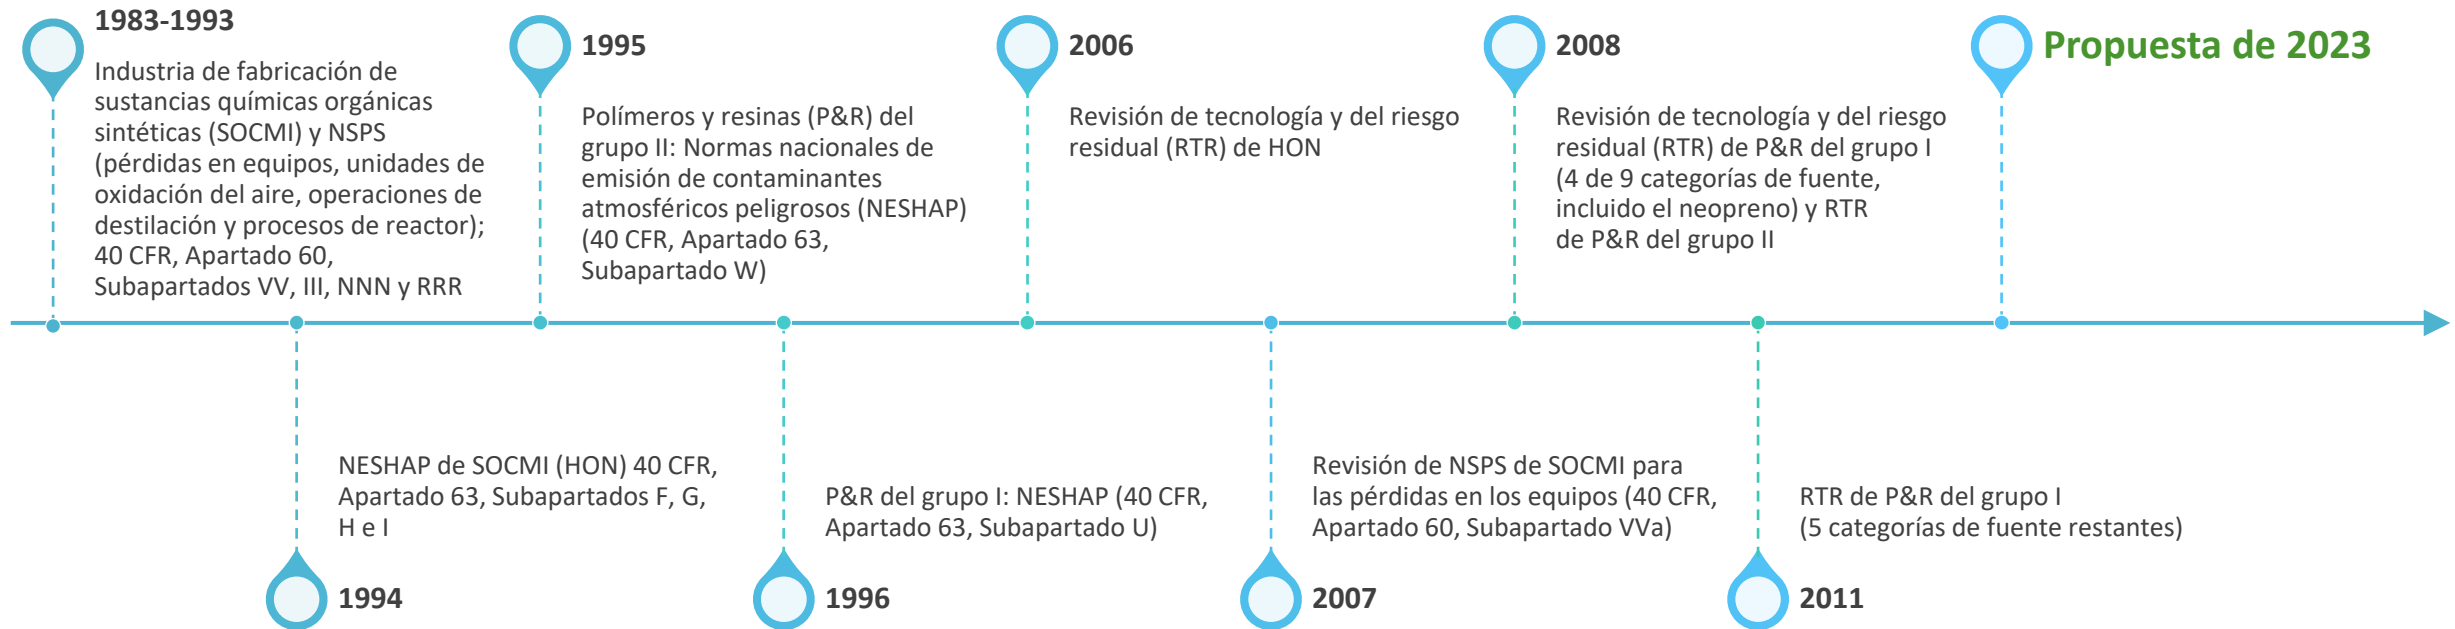 1983-1993
Industria de fabricación de
sustancias químicas orgánicas
sintéticas (SOCMI) y NSPS
(pérdidas en equipos, unidades de
oxidación del aire, operaciones de
destilación y procesos de reactor);
40 CFR, Apartado 60,
Subapartados VV, III, NNN y RRR
NESHAP de SOCMI (HON) 40 CFR,
Apartado 63, Subapartados F, G,
H e I
1994
1995
Polímeros y resinas (P&R) del
grupo II: Normas nacionales de
emisión de contaminantes
atmosféricos peligrosos (NESHAP)
(40 CFR, Apartado 63,
Subapartado W)
P&R del grupo I: NESHAP (40 CFR,
Apartado 63, Subapartado U)
1996
2006
Revisión de tecnología y del riesgo
residual (RTR) de HON
Revisión de NSPS de SOCMI para
las pérdidas en los equipos (40 CFR,
Apartado 60, Subapartado VVa)
2007
2008
Revisión de tecnología y del riesgo
residual (RTR) de P&R del grupo I
(4 de 9 categorías de fuente,
incluido el neopreno) y RTR
de P&R del grupo II
RTR de P&R del grupo I
(5 categorías de fuente restantes)
2011
Propuesta de 2023